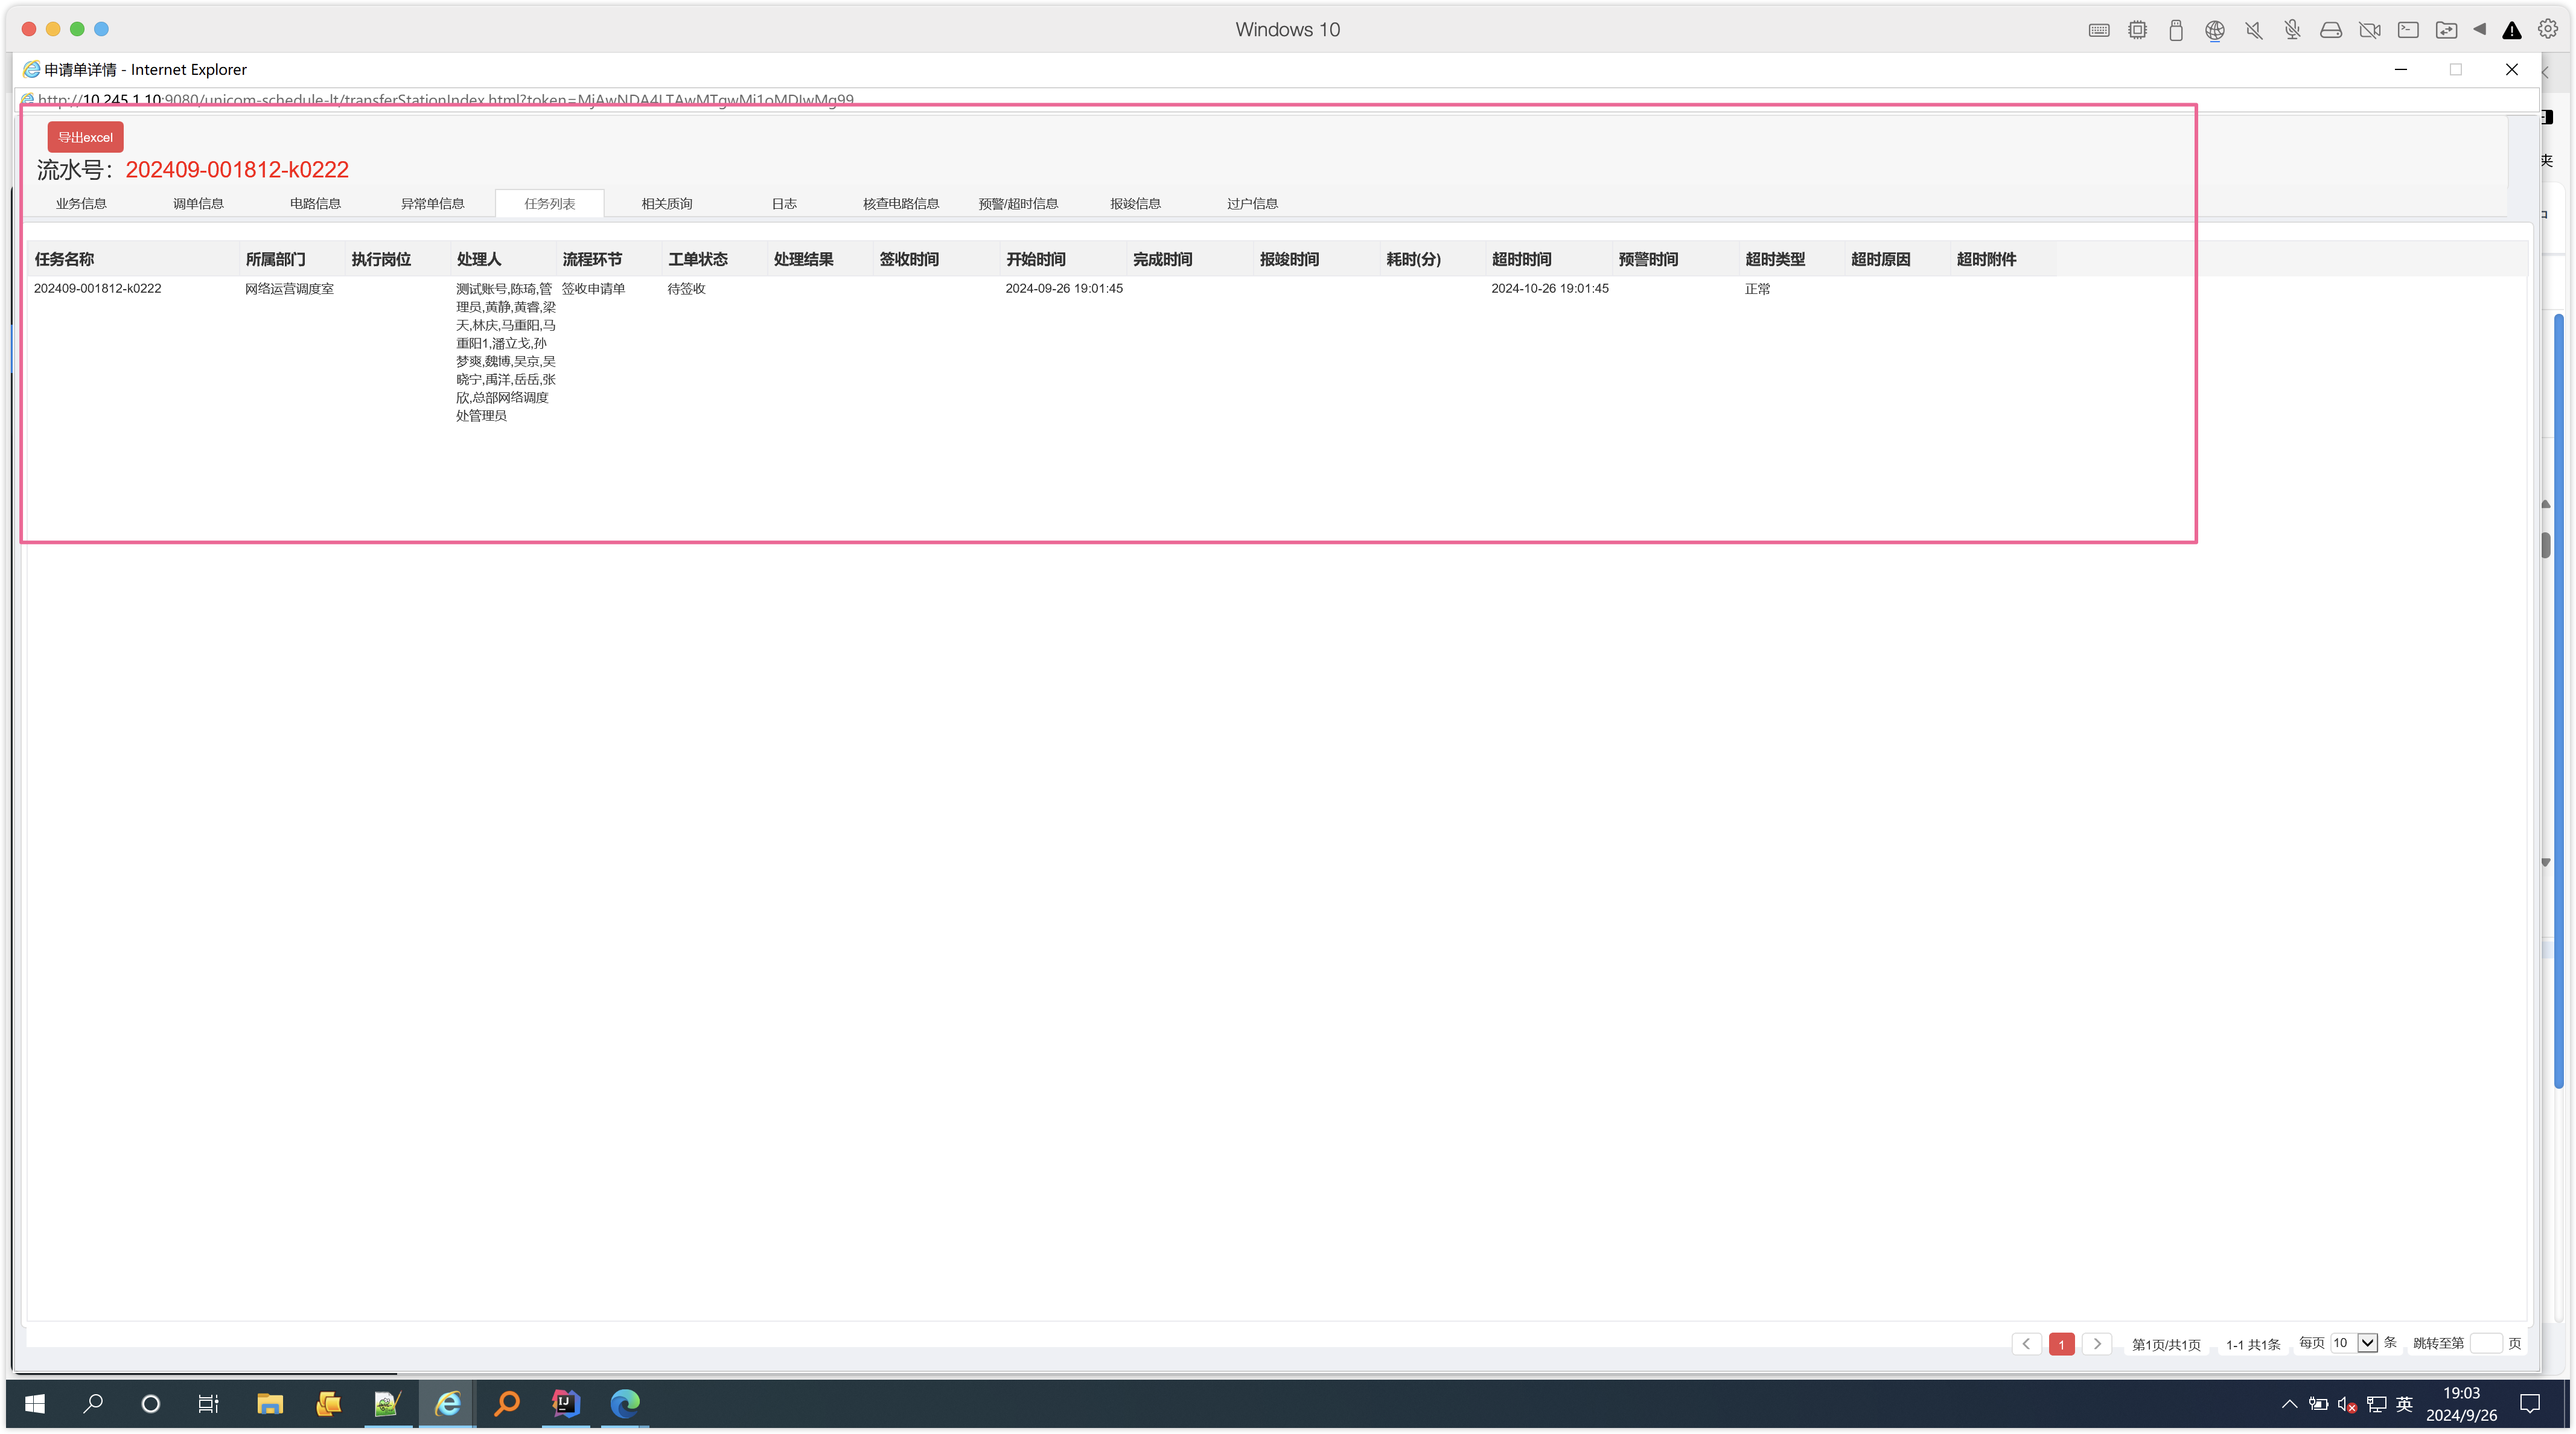 Windows 10
申请单详情 - Internet Explorer
http://10.245.1.10:9080/unicom-schedule-lt/transferStationIndex.html?token=MjAwNDA4LTAwMTgwMi1oMDIwMg99
导出excel
夹
流水号：202409-001812-k0222
业务信息 调单信息 电路信息 异常单信息 任务列表 相关质询 日志 核查电路信息 预警/超时信息 报竣信息 过户信息
任务名称 所属部门 执行岗位 处理人 流程环节 工单状态 处理结果 签收时间 开始时间 完成时间 报竣时间 耗时(分) 超时时间 预警时间 超时类型 超时原因 超时附件
202409-001812-k0222 网络运营调度室 测试账号,陈琦,管 签收申请单 待签收 2024-09-26 19:01:45 2024-10-26 19:01:45 正常
理员,黄静,黄睿,梁
天,林庆,马重阳,马
重阳1,潘立戈,孙
梦爽,魏博,吴京,吴
晓宁,禹洋,岳岳,张
欣,总部网络调度
处管理员
1 第1页/共1页 1-1 共1条 每页 10 条 跳转至第 页
英
19:03
2024/9/26